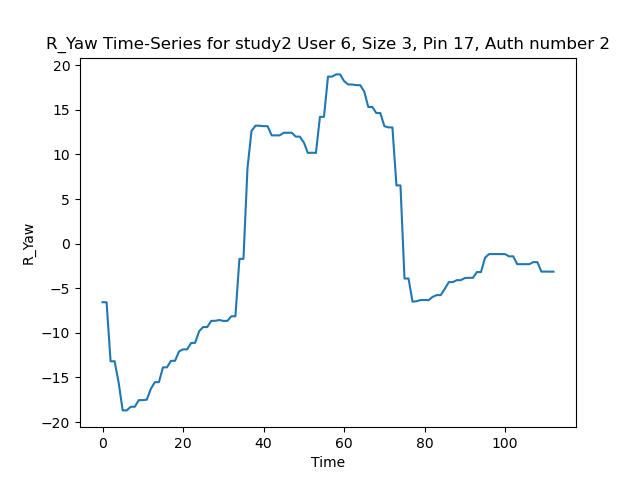 R_Yaw Time-Series for study2 User 6, Size 3, Pin 17, Auth number 2
20
15
10
5
0
−5
−10
−15
−20
R_Yaw
0 20 40 60 80 100
Time